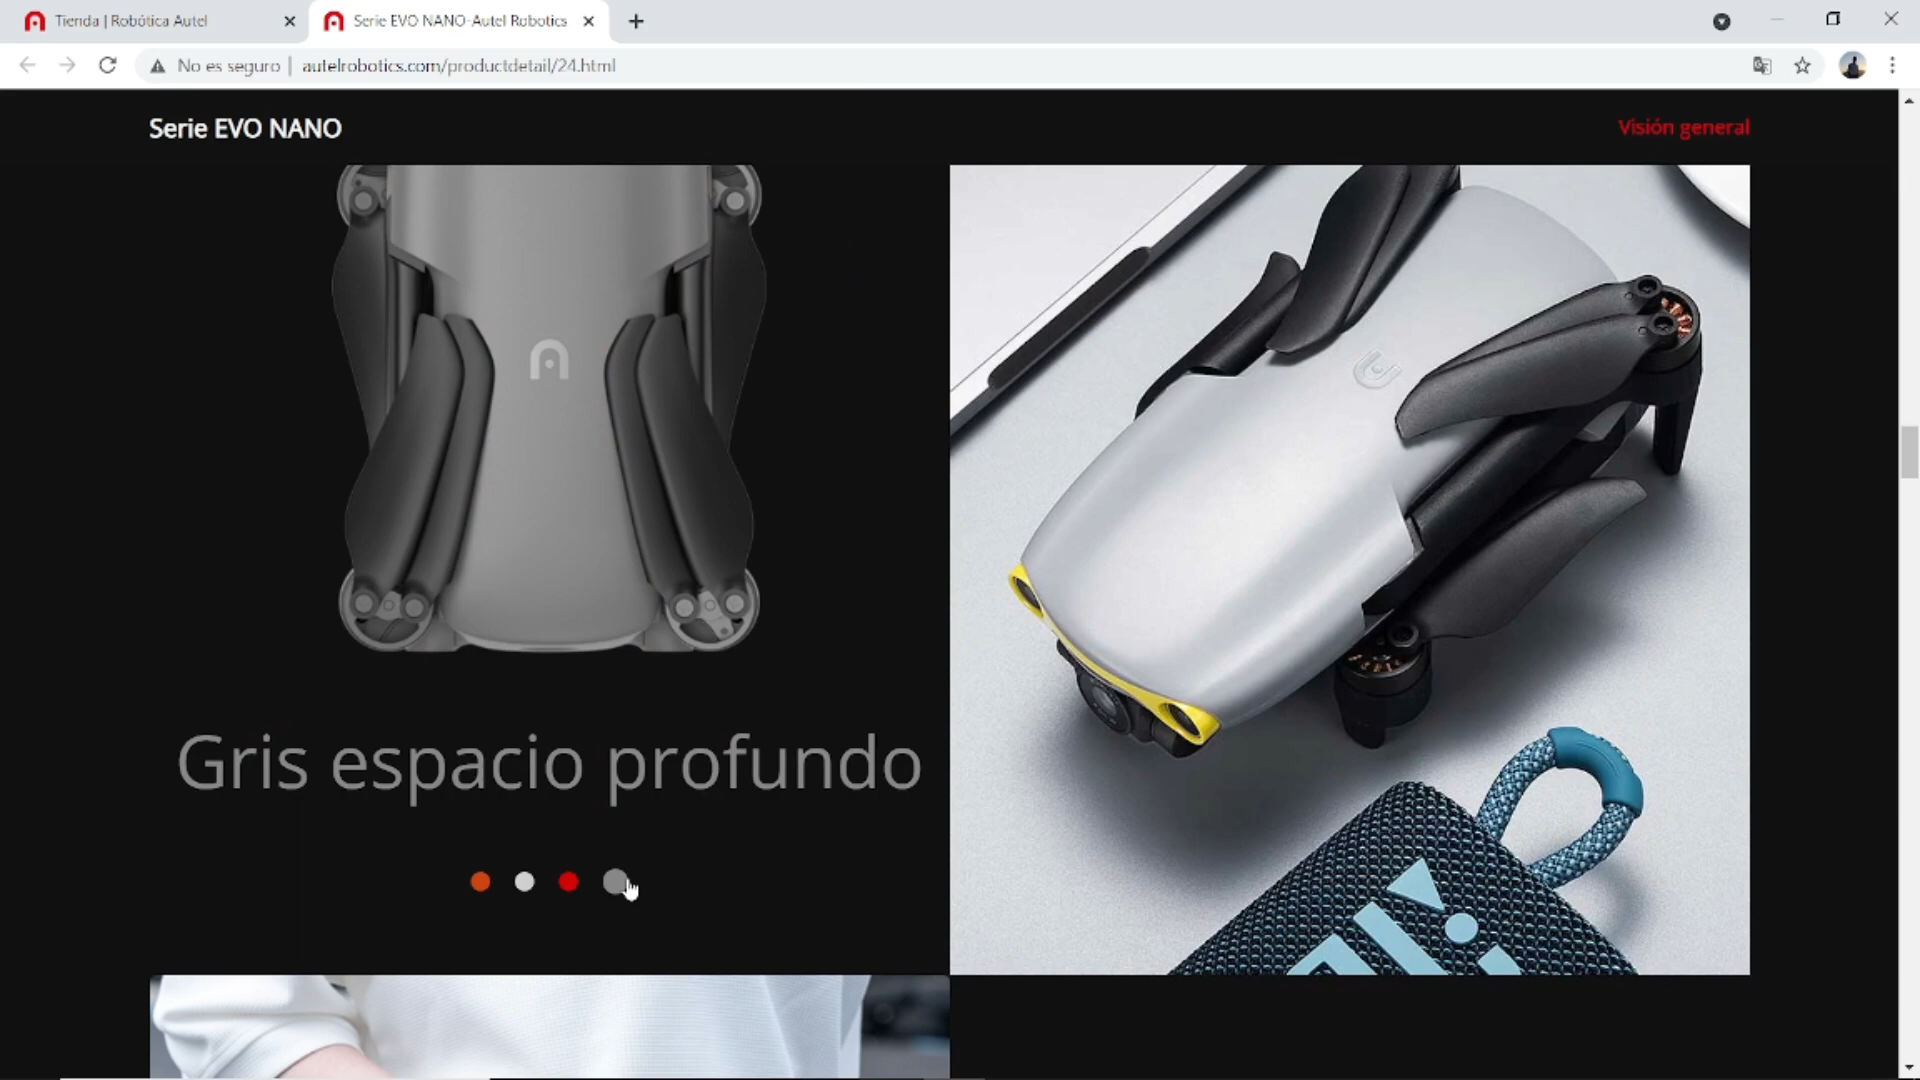 Tienda | Robótica Autel
Serie EVO NANO-Autel Robotics
No es seguro
autelrobotics.com/productdetail/24.html
Serie EVO NANO
Visión general
Gris espacio profundo